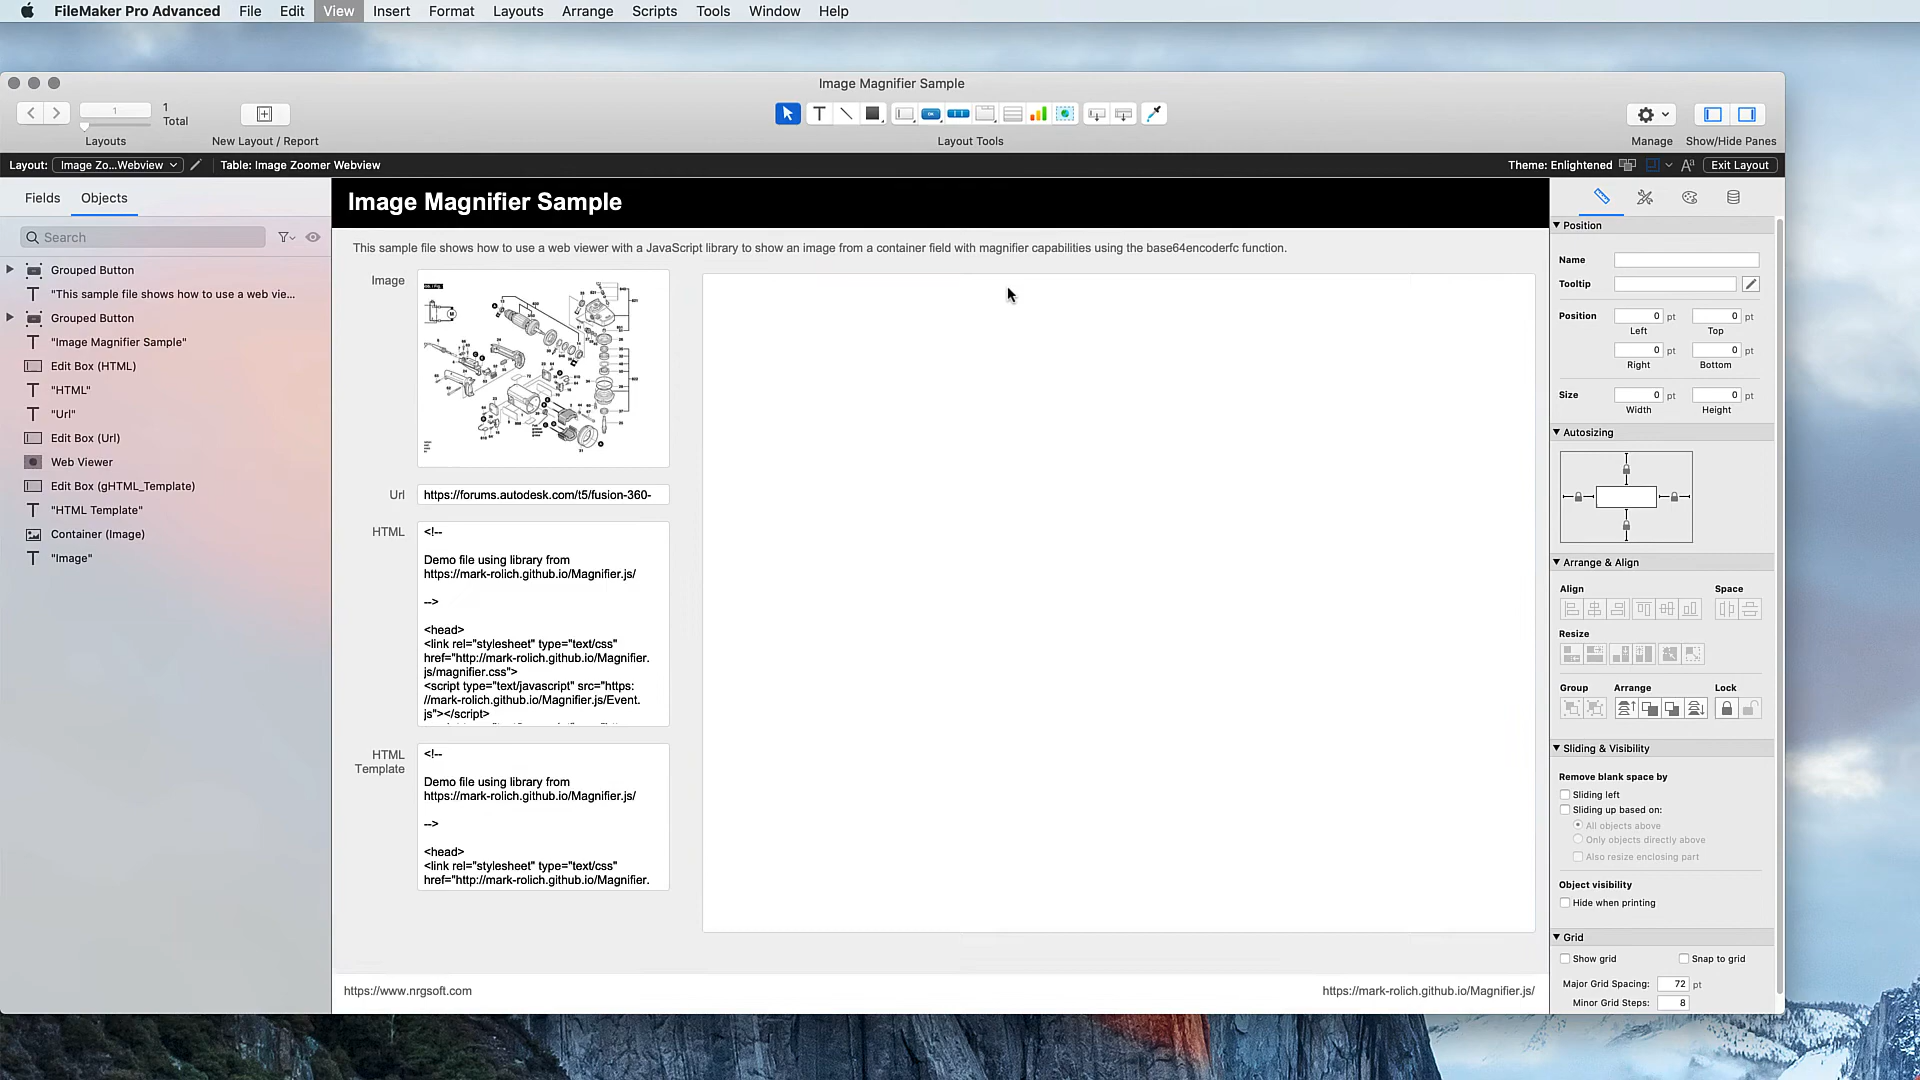 FileMaker Pro Advanced File Edit View Insert Format Layouts Arrange Scripts Tools Window Help
Image Magnifier Sample
1
1
Total
Layouts
New Layout / Report
Layout Tools
Manage
Show/Hide Panes
Layout: Image Zo...Webview
Table: Image Zoomer Webview
Theme: Enlightened
Exit Layout
Fields Objects
Search
Grouped Button
"This sample file shows how to use a web vie...
Grouped Button
"Image Magnifier Sample"
Edit Box (HTML)
"HTML"
"Url"
Edit Box (Url)
Web Viewer
Edit Box (gHTML_Template)
"HTML Template"
Container (Image)
"Image"
Image Magnifier Sample
This sample file shows how to use a web viewer with a JavaScript library to show an image from a container field with magnifier capabilities using the base64encoderfc function.
Image
Url
https://forums.autodesk.com/t5/fusion-360-
HTML
<!--
Demo file using library from
https://mark-rolich.github.io/Magnifier.js/
-->
<head>
<link rel="stylesheet" type="text/css"
href="http://mark-rolich.github.io/Magnifier.
js/magnifier.css">
<script type="text/javascript" src="https:
//mark-rolich.github.io/Magnifier.js/Event.
js"></script>
HTML
Template
<!--
Demo file using library from
https://mark-rolich.github.io/Magnifier.js/
-->
<head>
<link rel="stylesheet" type="text/css"
href="http://mark-rolich.github.io/Magnifier.
https://www.nrgsoft.com
https://mark-rolich.github.io/Magnifier.js/
Position
Name
Tooltip
Position 0 pt 0 pt
Left Top
0 pt 0 pt
Right Bottom
Size 0 pt 0 pt
Width Height
Autosizing
Arrange & Align
Align Space
Resize
Group Arrange Lock
Sliding & Visibility
Remove blank space by
Sliding left
Sliding up based on:
All objects above
Only objects directly above
Also resize enclosing part
Object visibility
Hide when printing
Grid
Show grid Snap to grid
Major Grid Spacing: 72 pt
Minor Grid Steps: 8